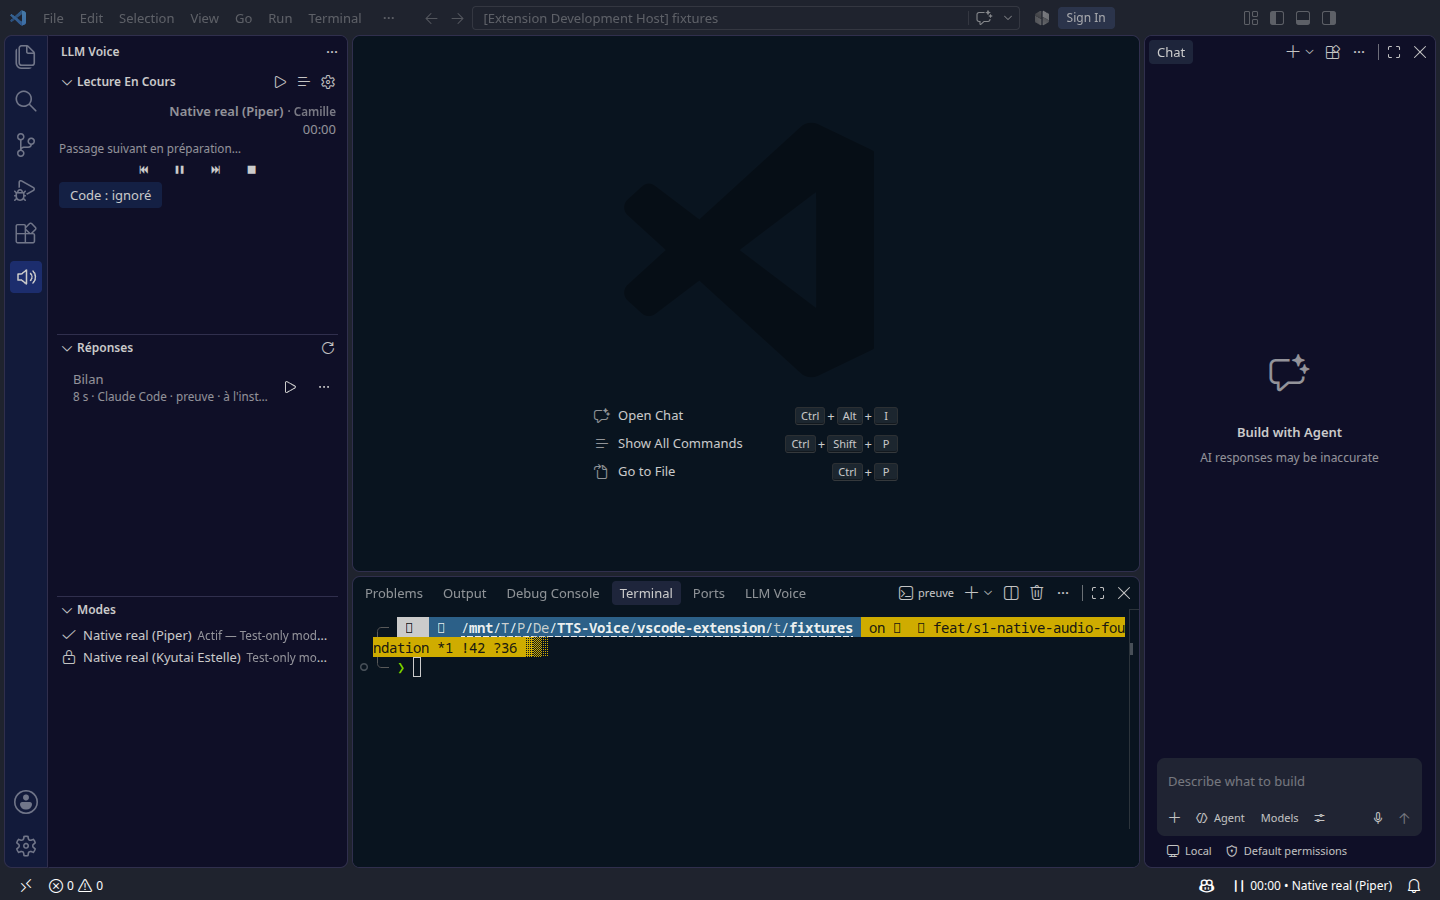 File Edit Selection View Go Run Terminal ··· [Extension Development Host] fixtures Sign In
LLM Voice
Lecture En Cours
Native real (Piper) · Camille
00:00
Passage suivant en préparation...
Code : ignoré
Réponses
Bilan
8 s · Claude Code · preuve · à l'inst...
Modes
Native real (Piper) Actif — Test-only mod...
Native real (Kyutai Estelle) Test-only mo...
Open Chat Ctrl + Alt + I
Show All Commands Ctrl + Shift + P
Go to File Ctrl + P
Problems Output Debug Console Terminal Ports LLM Voice preuve
/mnt/T/P/De/TTS-Voice/vscode-extension/t/fixtures on feat/s1-native-audio-fou
ndation *1 !42 ?36
❯
Chat
Build with Agent
AI responses may be inaccurate
Describe what to build
Agent Models
Local Default permissions
0 0 00:00 • Native real (Piper)